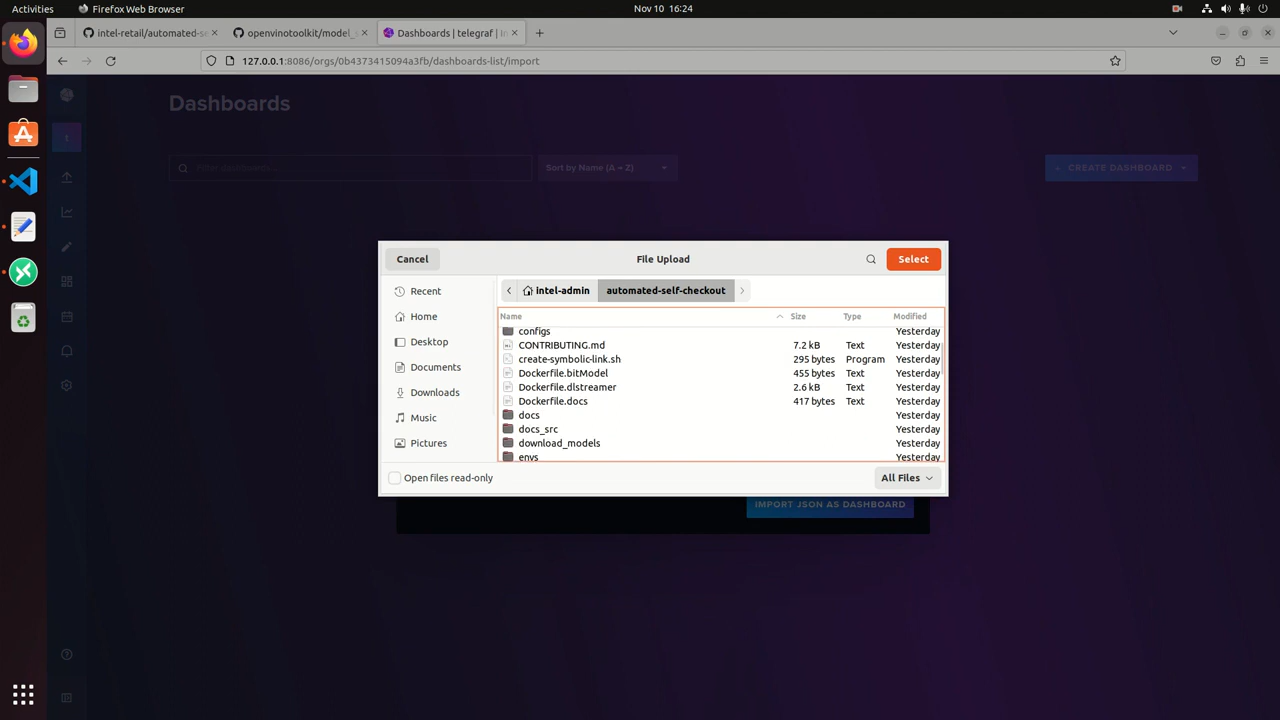 Activities Firefox Web Browser Nov 10 16:24
intel-retail/automated-se openvinotoolkit/model_ Dashboards | telegraf | In
127.0.0.1:8086/orgs/0b4373415094a3fb/dashboards-list/import
Dashboards
t
Filter dashboards...
Sort by Name (A → Z)
+ CREATE DASHBOARD
Cancel File Upload Select
Recent
Home
Desktop
Documents
Downloads
Music
Pictures
intel-admin automated-self-checkout
Name Size Type Modified
configs Yesterday
CONTRIBUTING.md 7.2 kB Text Yesterday
create-symbolic-link.sh 295 bytes Program Yesterday
Dockerfile.bitModel 455 bytes Text Yesterday
Dockerfile.dlstreamer 2.6 kB Text Yesterday
Dockerfile.docs 417 bytes Text Yesterday
docs Yesterday
docs_src Yesterday
download_models Yesterday
envs Yesterday
Open files read-only All Files
IMPORT JSON AS DASHBOARD